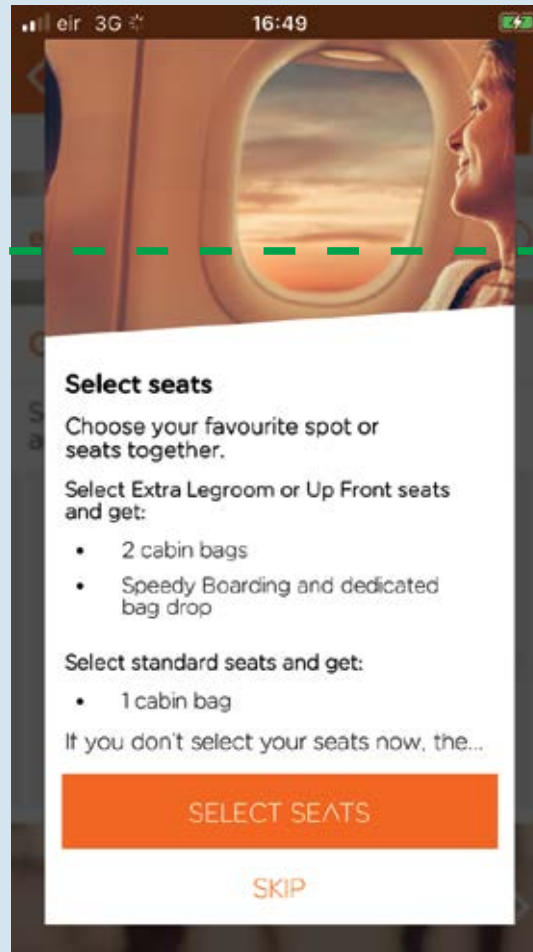 eir 3G 16:49
Select seats
Choose your favourite spot or
seats together.
Select Extra Legroom or Up Front seats
and get:
• 2 cabin bags
• Speedy Boarding and dedicated
bag drop
Select standard seats and get:
• 1 cabin bag
If you don't select your seats now, the...
SELECT SEATS
SKIP